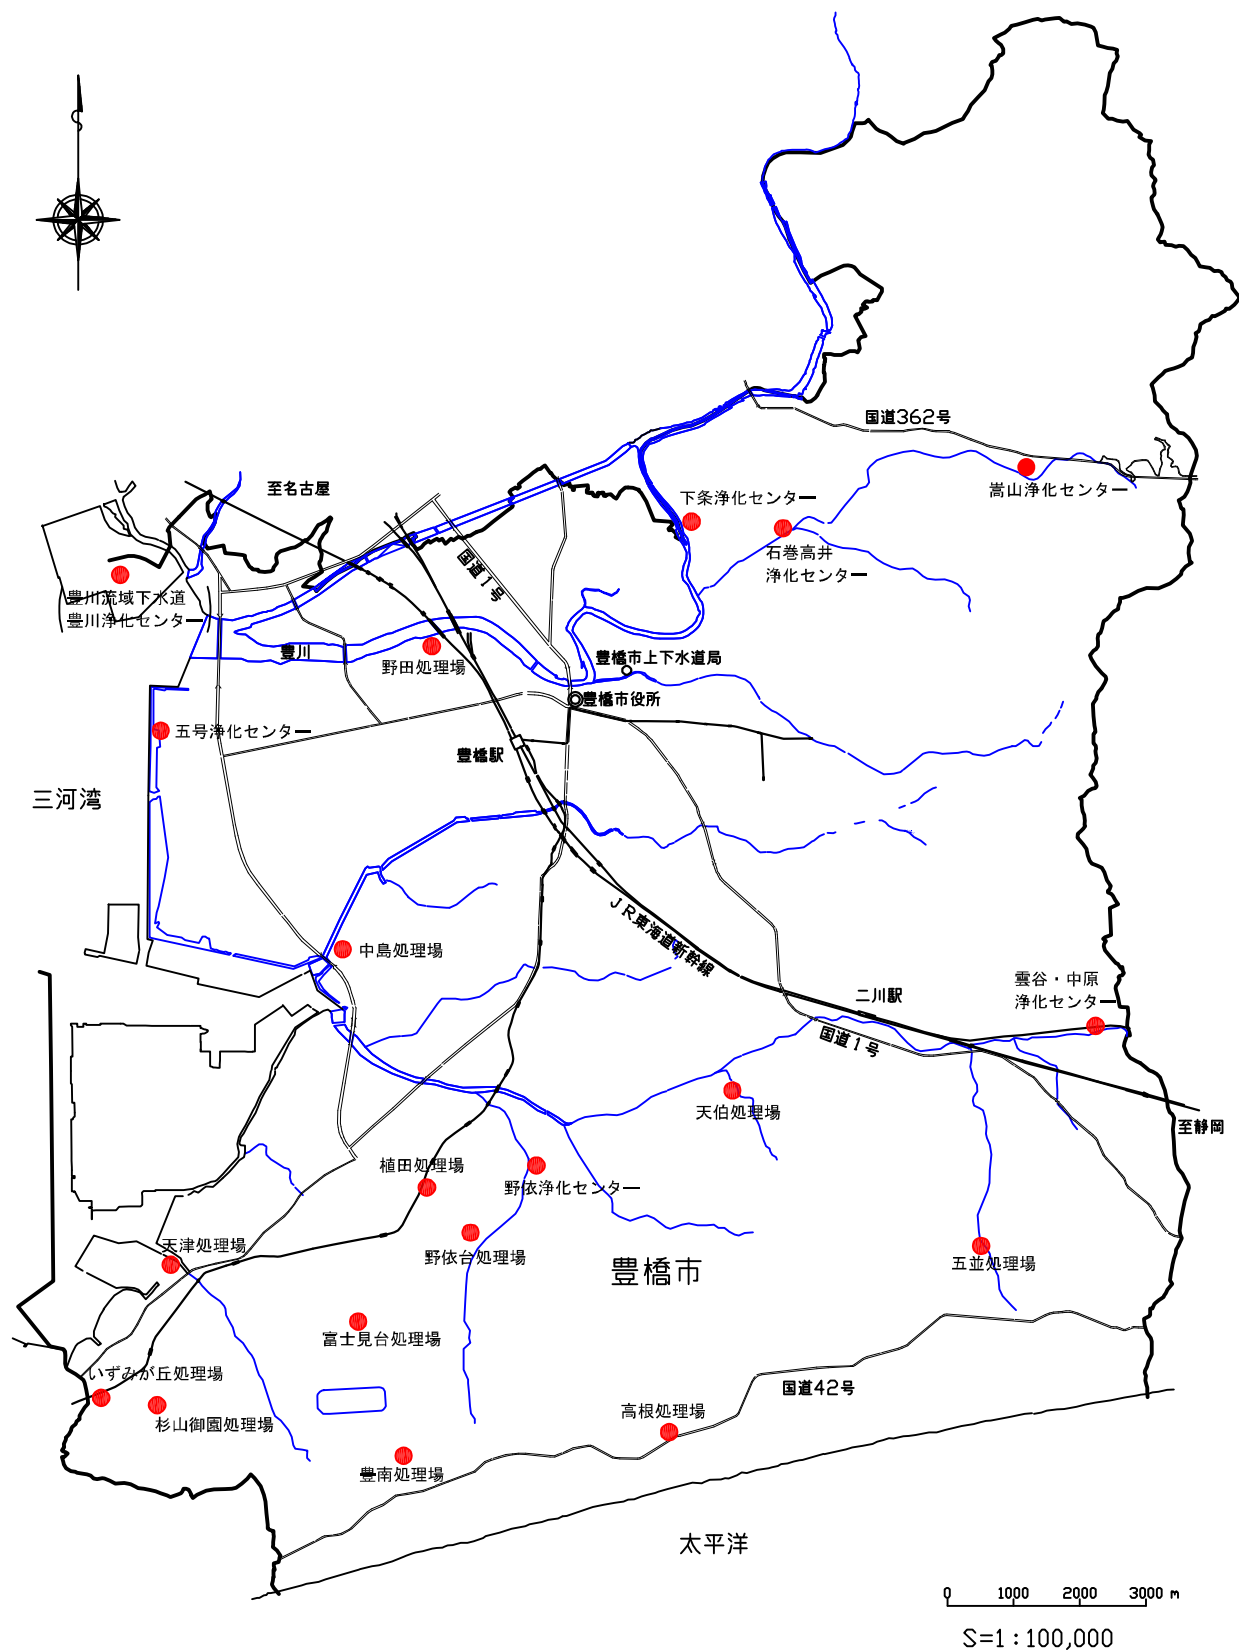 国道362号
至名古屋
嵩山浄化センター
下条浄化センター
国道1号
石巻高井
浄化センター
豊川流域下水道
豊川浄化センター
豊川
野田処理場
豊橋市上下水道局
豊橋市役所
五号浄化センター
豊橋駅
三河湾
JR東海道新幹線
中島処理場
雲谷・中原
浄化センター
二川駅
国道1号
天伯処理場
至静岡
植田処理場
野依浄化センター
天津処理場
野依台処理場
豊橋市
五並処理場
富士見台処理場
いずみが丘処理場
国道42号
杉山御園処理場
高根処理場
豊南処理場
太平洋
0 1000 2000 3000 m
S=1:100,000